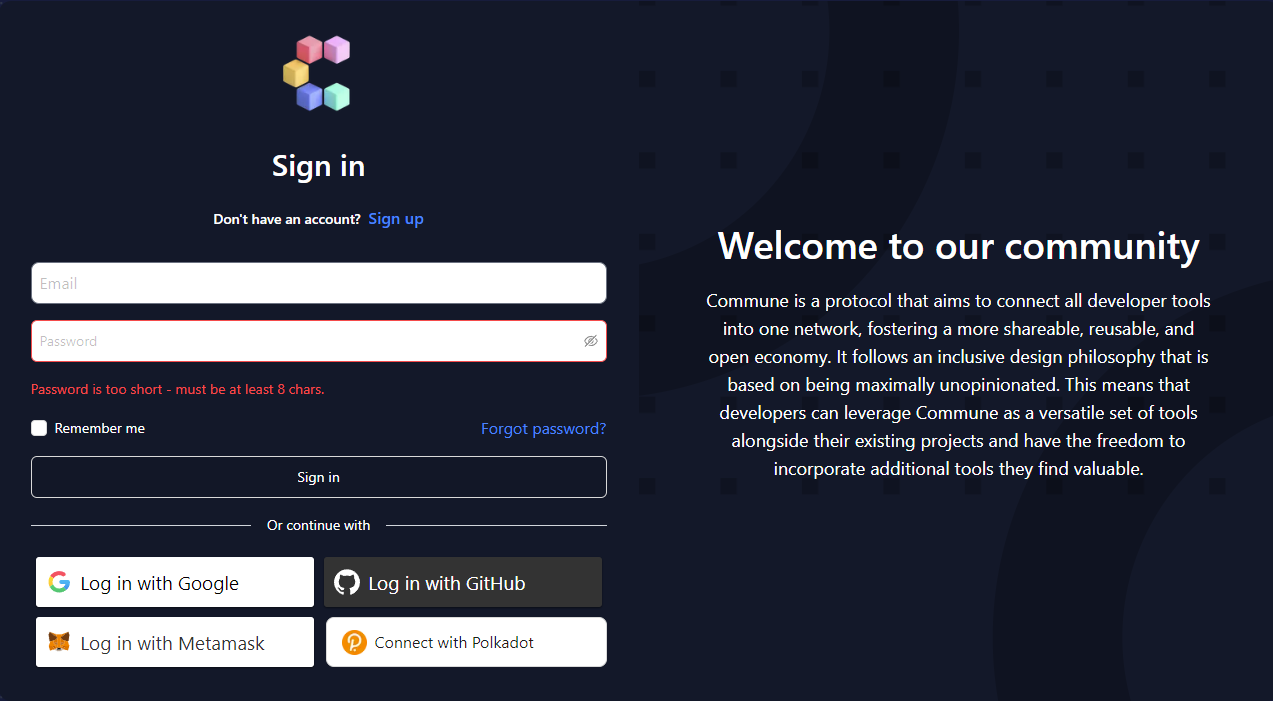 Sign in
Don't have an account? Sign up
Email
Password
Password is too short - must be at least 8 chars.
Remember me
Forgot password?
Sign in
Or continue with
Log in with Google
Log in with GitHub
Log in with Metamask
Connect with Polkadot
Welcome to our community
Commune is a protocol that aims to connect all developer tools
into one network, fostering a more shareable, reusable, and
open economy. It follows an inclusive design philosophy that is
based on being maximally unopinionated. This means that
developers can leverage Commune as a versatile set of tools
alongside their existing projects and have the freedom to
incorporate additional tools they find valuable.